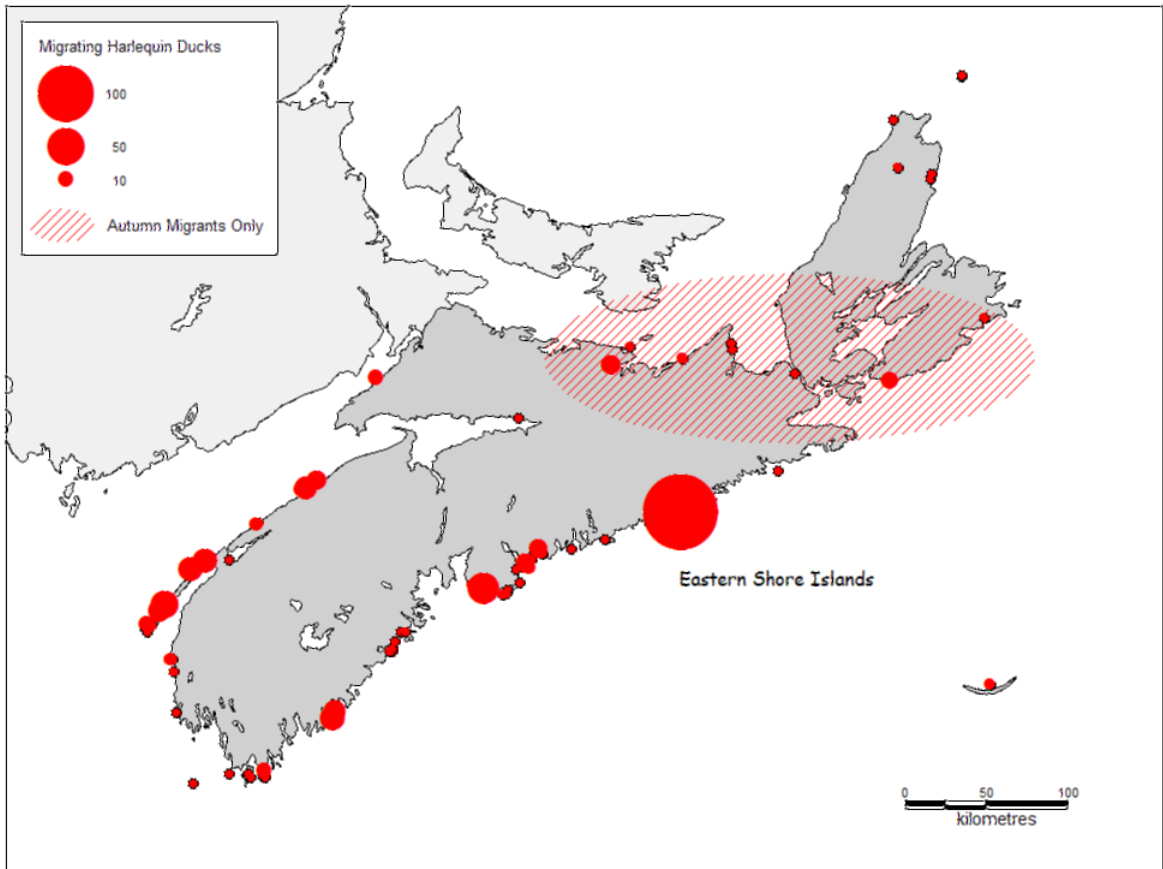 Migrating Harlequin Ducks
100
50
10
Autumn Migrants Only
Eastern Shore Islands
0 50 100
kilometres